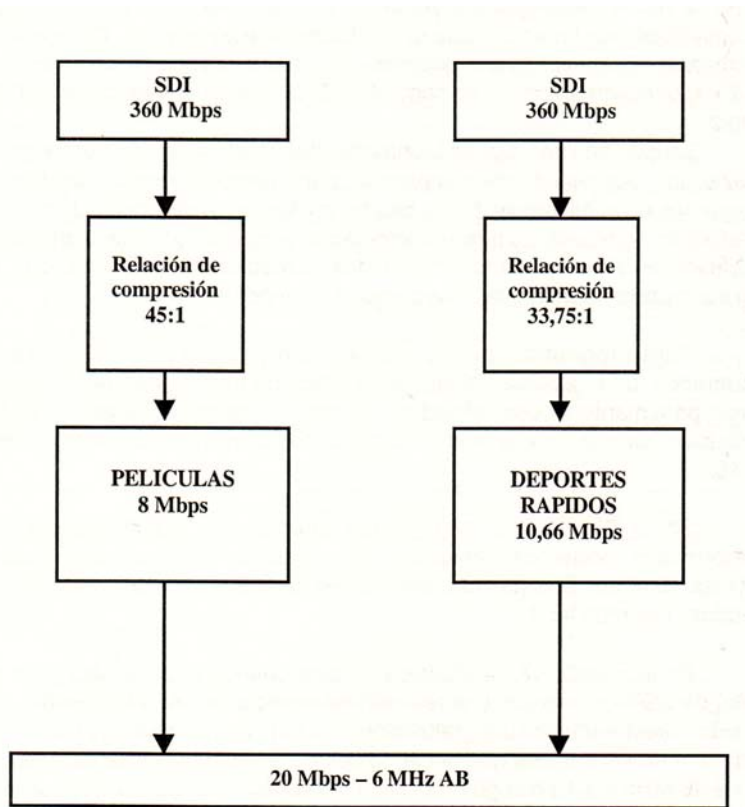 SDI
360 Mbps
SDI
360 Mbps
Relación de
compresión
45:1
Relación de
compresión
33,75:1
PELICULAS
8 Mbps
DEPORTES
RAPIDOS
10,66 Mbps
20 Mbps – 6 MHz AB